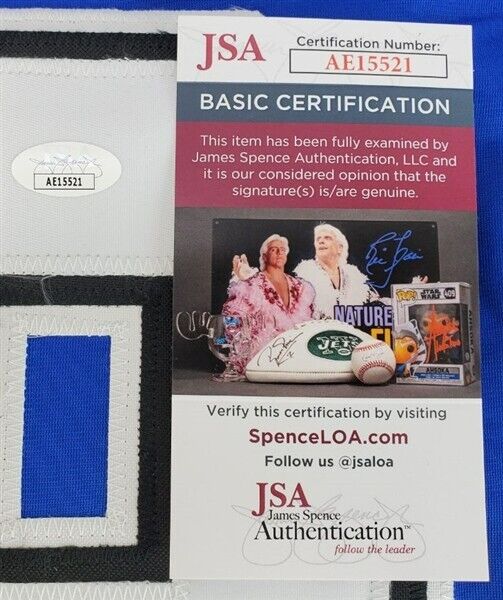 JSA
Certification Number:
AE15521
BASIC CERTIFICATION
This item has been fully examined by
James Spence Authentication, LLC and
it is our considered opinion that the
signature(s) is/are genuine.
AE15521
NATURE
STAR WARS
JETS
AHSOKA
Verify this certification by visiting
SpenceLOA.com
Follow us @jsaloa
JSA
James Spence
Authentication™
follow the leader